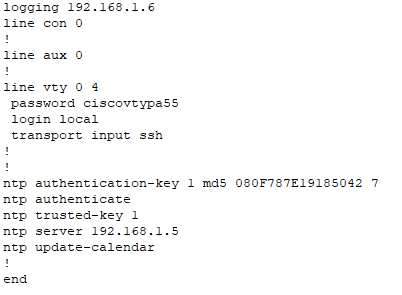 logging 192.168.1.6
line con 0
!
line aux 0
!
line vty 0 4
 password ciscovtypa55
 login local
 transport input ssh
!
!
ntp authentication-key 1 md5 080F787E19185042 7
ntp authenticate
ntp trusted-key 1
ntp server 192.168.1.5
ntp update-calendar
!
end